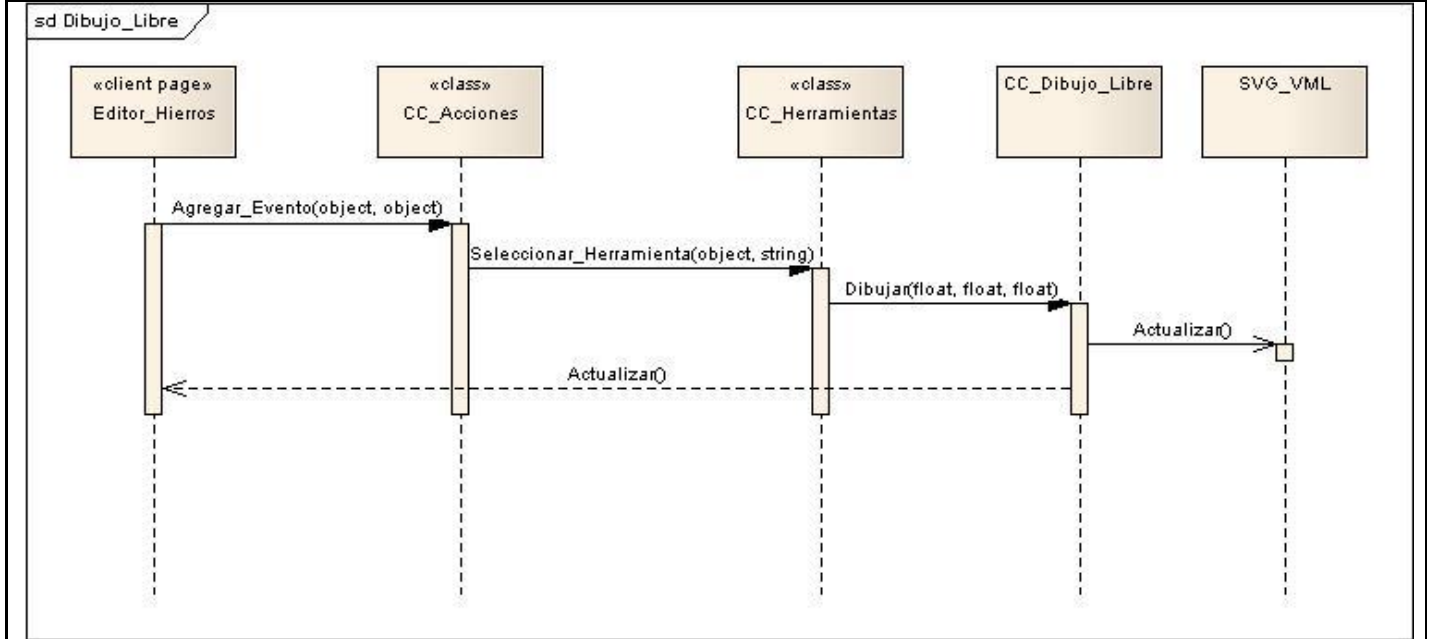 sd Dibujo_Libre
«client page»
Editor_Hierros
«class»
CC_Acciones
«class»
CC_Herramientas
CC_Dibujo_Libre
SVG_VML
Agregar_Evento(object, object)
Seleccionar_Herramienta(object, string)
Dibujar(float, float, float)
Actualizar()
Actualizar()